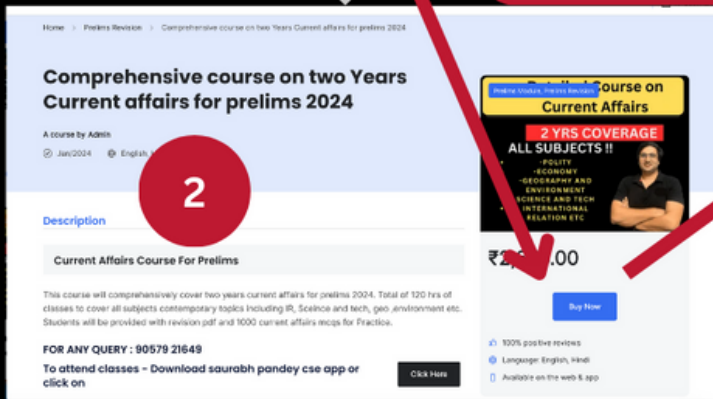 Home > Prelims Revision > Comprehensive course on two Years Current affairs for prelims 2024
Comprehensive course on two Years
Current affairs for prelims 2024
A course by Admin
Jan/2024 English,
2
Description
Current Affairs Course For Prelims
This course will comprehensively cover two years current affairs for prelims 2024. Total of 120 hrs of
classes to cover all subjects contemporary topics including IR, Sceince and tech, geo ,environment etc.
Students will be provided with revision pdf and 1000 current affairs mcqs for Practice.
FOR ANY QUERY : 90579 21649
To attend classes - Download saurabh pandey cse app or
click on
Click Here
Prelims Module, Prelims Revision
Course on
Current Affairs
2 YRS COVERAGE
ALL SUBJECTS !!
-POLITY
-ECONOMY
-GEOGRAPHY AND
ENVIRONMENT
SCIENCE AND TECH
INTERNATIONAL
RELATION ETC
.00
Buy Now
100% positive reviews
Language: English, Hindi
Available on the web & app